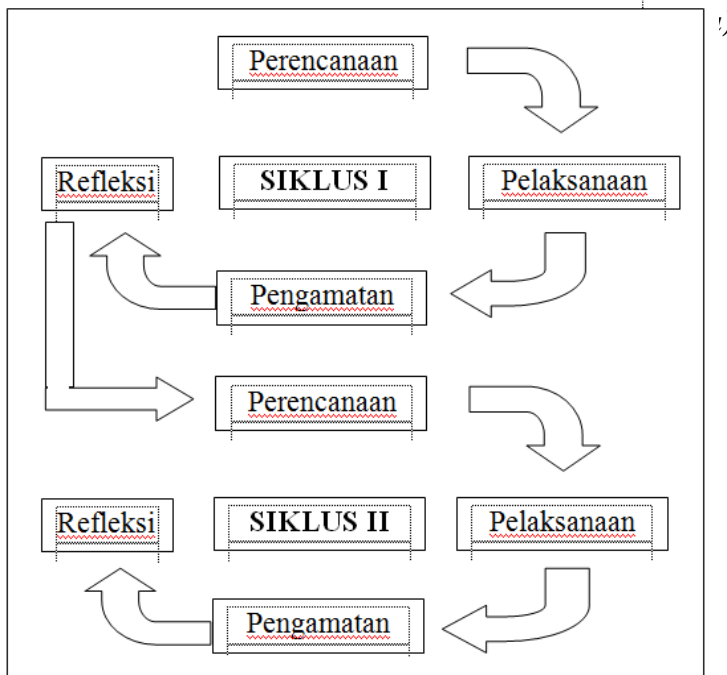 Perencanaan
Refleksi SIKLUS I Pelaksanaan
Pengamatan
Perencanaan
Refleksi SIKLUS II Pelaksanaan
Pengamatan